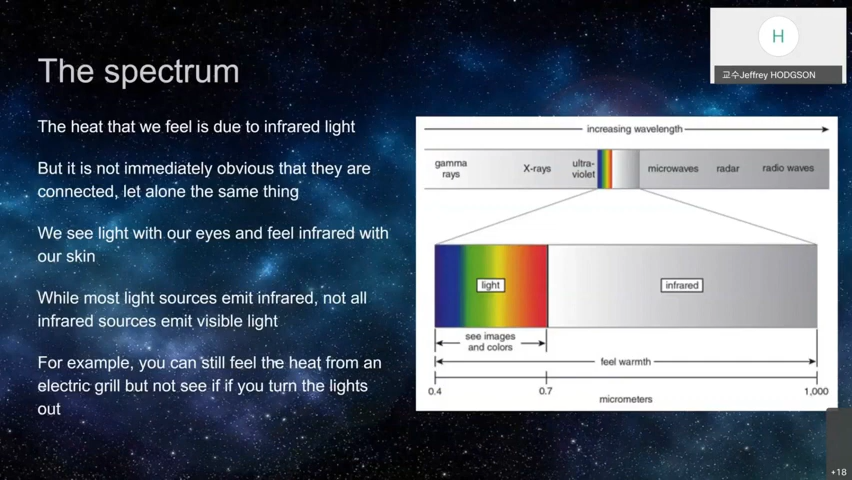 The spectrum
The heat that we feel is due to infrared light
But it is not immediately obvious that they are
connected, let alone the same thing
We see light with our eyes and feel infrared with
our skin
While most light sources emit infrared, not all
infrared sources emit visible light
For example, you can still feel the heat from an
electric grill but not see if if you turn the lights
out
H
교수Jeffrey HODGSON
increasing wavelength
gamma
rays
X-rays
ultra-
violet
microwaves
radar
radio waves
light
infrared
see images
and colors
feel warmth
0.4
0.7
1,000
micrometers
+18